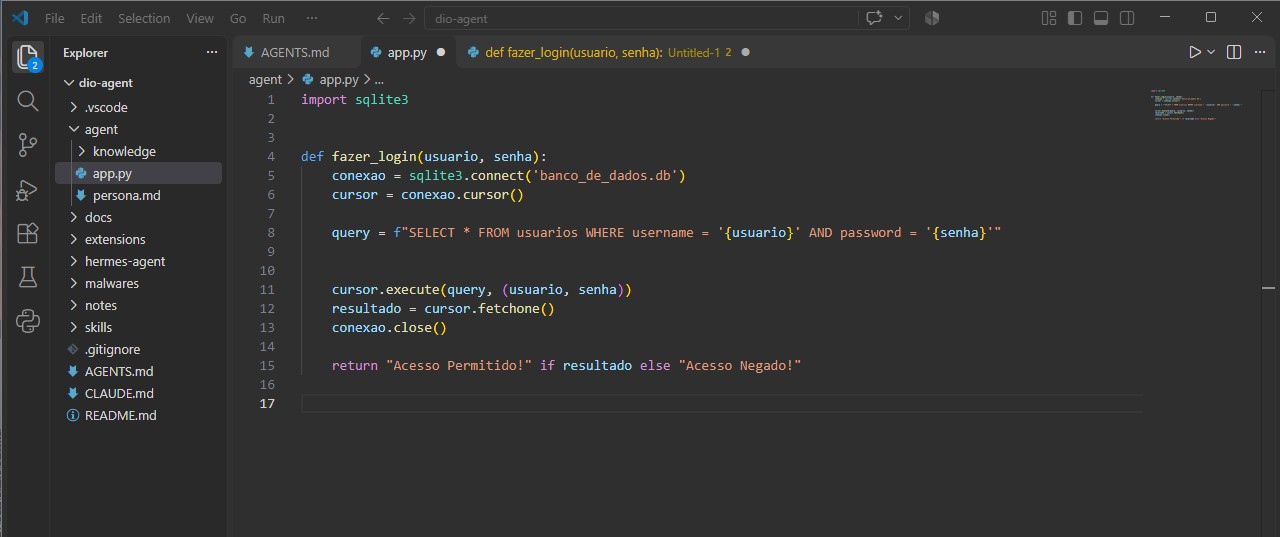 File Edit Selection View Go Run ··· dio-agent
Explorer ···
AGENTS.md app.py def fazer_login(usuario, senha): Untitled-1 2
2
dio-agent
.vscode
agent
knowledge
app.py
persona.md
docs
extensions
hermes-agent
malwares
notes
skills
.gitignore
AGENTS.md
CLAUDE.md
README.md
agent > app.py > ...
1 import sqlite3
2
3
4 def fazer_login(usuario, senha):
5 conexao = sqlite3.connect('banco_de_dados.db')
6 cursor = conexao.cursor()
7
8 query = f"SELECT * FROM usuarios WHERE username = '{usuario}' AND password = '{senha}'"
9
10
11 cursor.execute(query, (usuario, senha))
12 resultado = cursor.fetchone()
13 conexao.close()
14
15 return "Acesso Permitido!" if resultado else "Acesso Negado!"
16
17